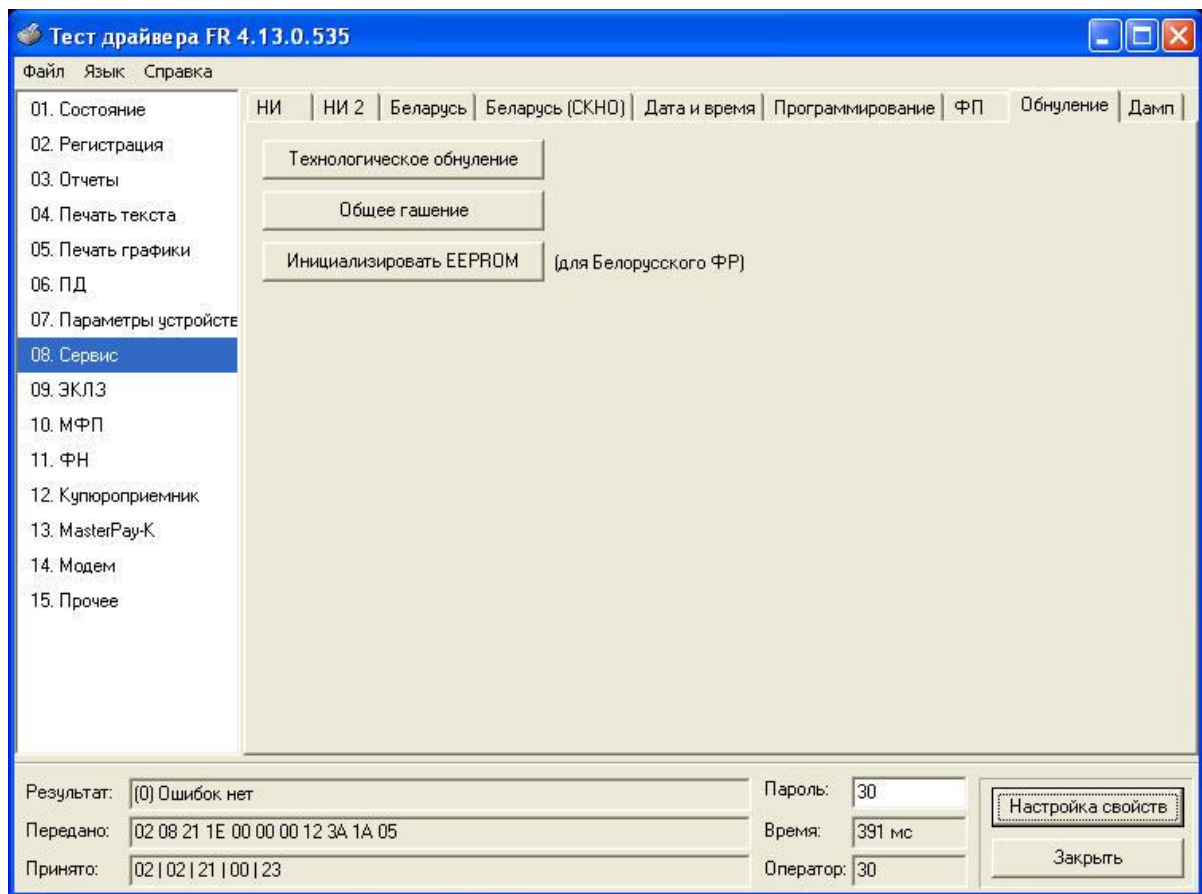 Тест драйвера FR 4.13.0.535
Файл Язык Справка
01. Состояние
02. Регистрация
03. Отчеты
04. Печать текста
05. Печать графики
06. ПД
07. Параметры устройств
08. Сервис
09. ЭКЛЗ
10. МФП
11. ФН
12. Купюроприемник
13. MasterPay-K
14. Модем
15. Прочее
НИ НИ 2 Беларусь Беларусь (СКНО) Дата и время Программирование ФП Обнуление Дамп
Технологическое обнуление
Общее гашение
Инициализировать EEPROM (для Белорусского ФР)
Результат: (0) Ошибок нет
Передано: 02 08 21 1E 00 00 00 12 3A 1A 05
Принято: 02 | 02 | 21 | 00 | 23
Пароль: 30
Время: 391 мс
Оператор: 30
Настройка свойств
Закрыть